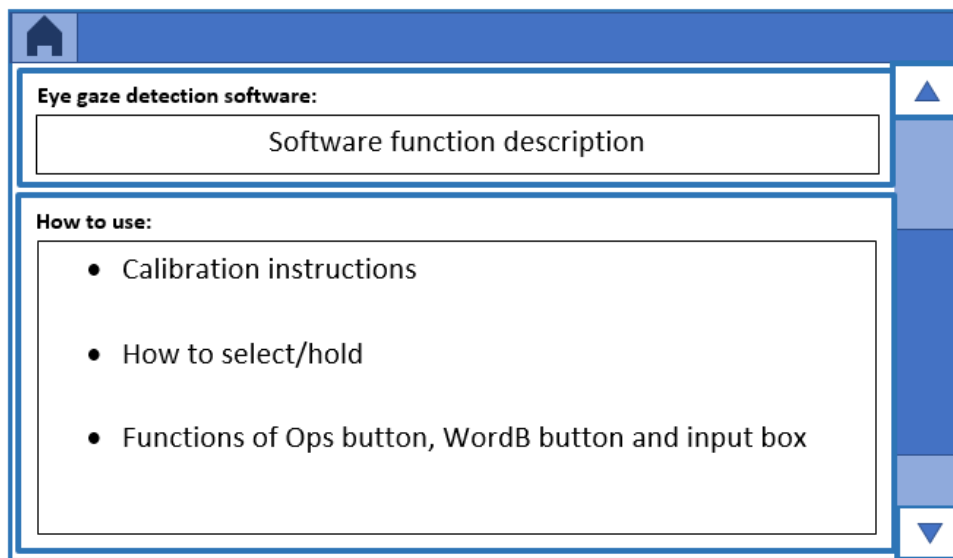 Eye gaze detection software:
Software function description
How to use:
• Calibration instructions
• How to select/hold
• Functions of Ops button, WordB button and input box